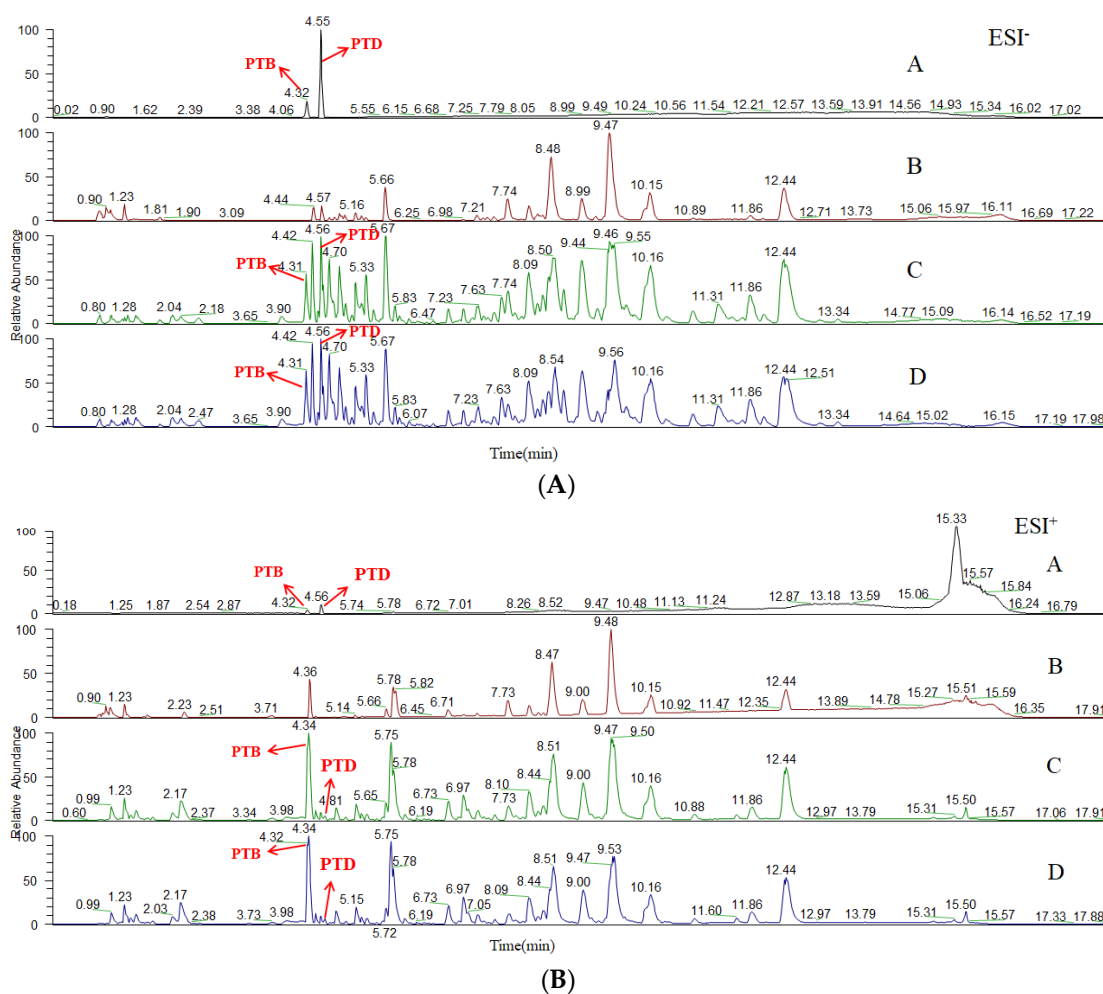 4.55
100
ESI-
PTD
PTB
A
50
4.32
0.02 0.90 1.62 2.39 3.38 4.06 5.55 6.15 6.68 7.25 7.79 8.05 8.99 9.49 10.24 10.56 11.54 12.21 12.57 13.59 13.91 14.56 14.93 15.34 16.02 17.02
0
100
9.47
B
8.48
50
5.66
12.44
0.90 1.23 4.44 4.57 5.16 7.74 8.99 10.15
1.81 1.90 3.09 6.25 6.98 7.21 10.89 11.86 12.71 13.73 15.06 15.97 16.11 16.69 17.22
0
Relative Abundance
100
4.42 4.56 PTD 5.67 9.44 9.46 9.55 12.44
C
PTB 4.31 4.70 8.50 10.16
50
5.33 8.09
0.80 1.28 2.04 2.18 3.65 3.90 5.83 6.47 7.23 7.63 7.74 11.31 11.86 13.34 14.77 15.09 16.14 16.52 17.19
0
100
4.42 4.56 PTD 5.67
D
PTB 4.31 4.70 8.54 9.56
50
5.33 8.09 10.16 12.44 12.51
0.80 1.28 2.04 2.47 3.65 3.90 5.83 6.07 7.23 7.63 11.31 11.86 13.34 14.64 15.02 16.15 17.19 17.98
0
Time(min)
(A)
100
15.33
ESI+
A
PTB PTD
50
15.57
0.18 1.25 1.87 2.54 2.87 4.32 4.56 5.74 5.78 6.72 7.01 8.26 8.52 9.47 10.48 11.13 11.24 12.87 13.18 13.59 15.06 15.84 16.24 16.79
0
100
9.48
B
8.47
50
4.36 5.78 5.82
0.90 1.23 2.23 2.51 3.71 5.14 5.66 6.45 6.71 7.73 9.00 10.15 10.92 11.47 12.35 12.44 13.89 14.78 15.27 15.51 15.59 16.35 17.91
0
Relative Abundance
100
4.34 5.75 9.47 9.50
C
PTB 5.78 8.51 12.44
50
PTD 8.44 9.00 10.16
0.60 0.99 1.23 2.17 2.37 3.34 3.98 4.81 5.65 6.19 6.73 6.97 7.73 8.10 10.88 11.86 12.97 13.79 15.31 15.50 15.57 17.06 17.91
0
100
4.32 4.34 5.75 9.47 9.53
D
PTB PTD 5.78 8.51 12.44
50
8.44 9.00 10.16
0.99 1.23 2.03 2.17 2.38 3.73 3.98 5.15 6.19 6.73 6.97 7.05 8.09 11.60 11.86 12.97 13.79 15.31 15.50 15.57 17.33 17.88
0
5.72
Time(min)
(B)